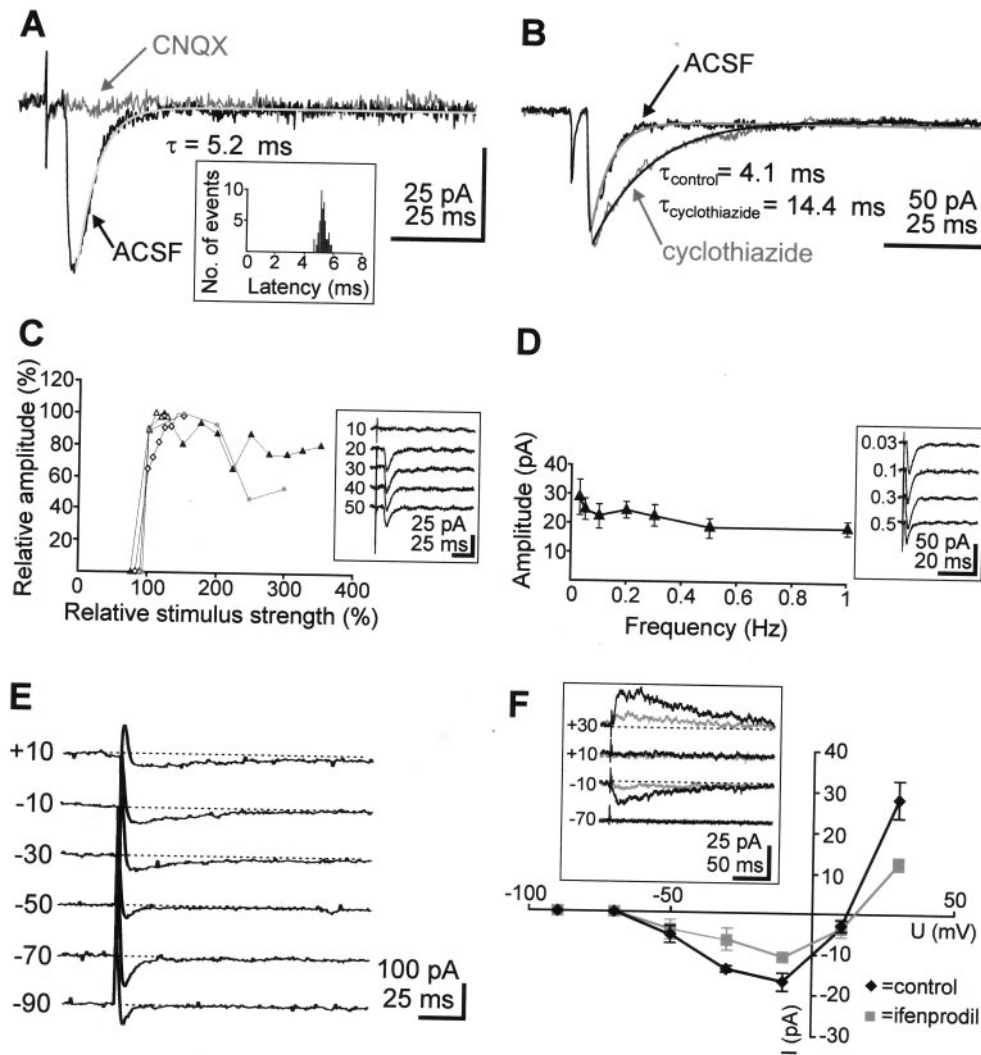 A
CNQX
τ = 5.2 ms
ACSF
25 pA
25 ms
No. of events
10
5
0 2 4 6 8
Latency (ms)
B
ACSF
τcontrol= 4.1 ms
τcyclothiazide= 14.4 ms
cyclothiazide
50 pA
25 ms
C
Relative amplitude (%)
120
100
80
60
40
20
0 100 200 300 400
Relative stimulus strength (%)
10
20
30
40
50
25 pA
25 ms
D
Amplitude (pA)
40
30
20
10
0 0.2 0.4 0.6 0.8 1
Frequency (Hz)
0.03
0.1
0.3
0.5
50 pA
20 ms
E
+10
-10
-30
-50
-70
-90
100 pA
25 ms
F
+30
+10
-10
-70
25 pA
50 ms
40
30
20
10
-100 -50 50
U (mV)
-10
-20
-30
I (pA)
=control
=ifenprodil